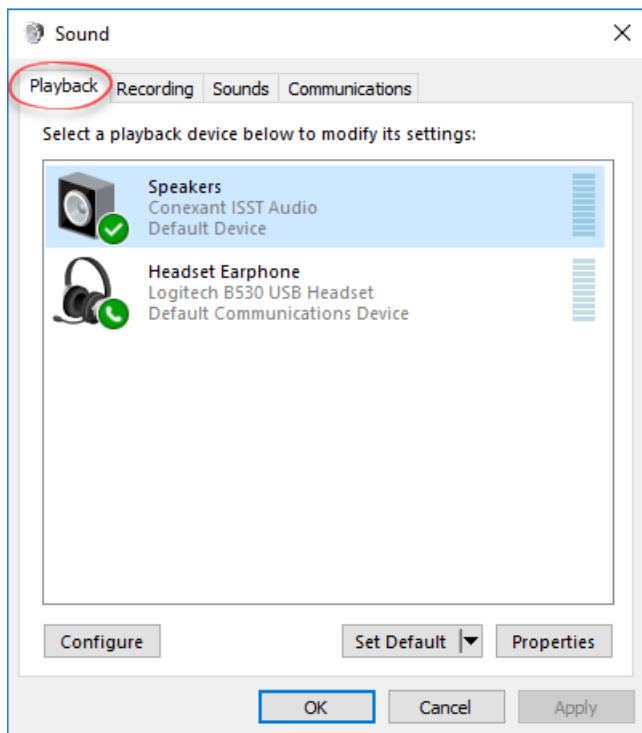 Sound
Playback Recording Sounds Communications
Select a playback device below to modify its settings:
Speakers
Conexant ISST Audio
Default Device
Headset Earphone
Logitech B530 USB Headset
Default Communications Device
Configure Set Default Properties
OK Cancel Apply